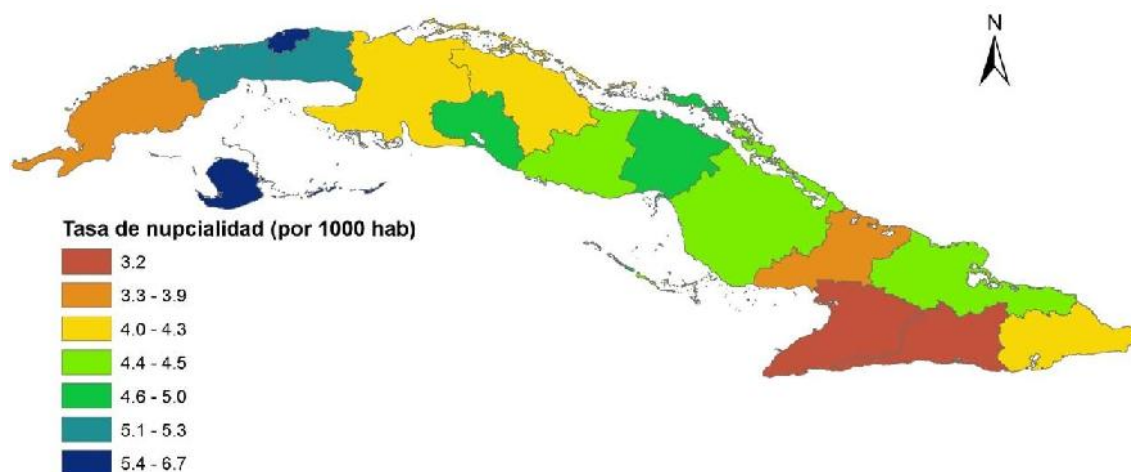 N
Tasa de nupcialidad (por 1000 hab)
3.2
3.3 - 3.9
4.0 - 4.3
4.4 - 4.5
4.6 - 5.0
5.1 - 5.3
5.4 - 6.7